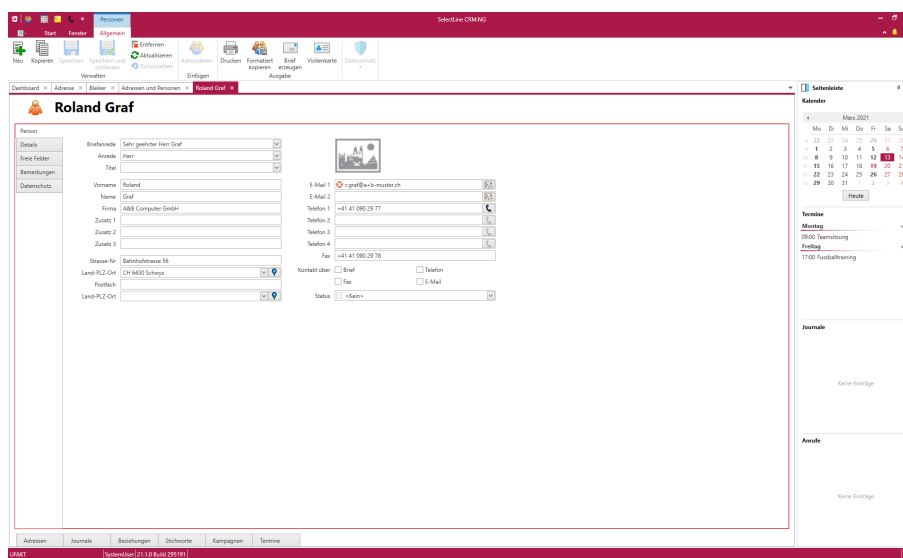 Personen
SelectLine CRM.NG
Start Fenster Allgemein
Neu Kopieren Speichern Speichern und schliessen
Entfernen
Aktualisieren
Zurücksetzen
Adressdaten Drucken Formatiert kopieren Brief erzeugen Visitenkarte Datenschutz
Verwalten Einfügen Ausgabe
Dashboard × Adresse × Bleiker × Adressen und Personen × Roland Graf ×
Roland Graf
Person
Details
Freie Felder
Bemerkungen
Datenschutz
Briefanrede Sehr geehrter Herr Graf
Anrede Herr
Titel
Vorname Roland
Name Graf
Firma A&B Computer GmbH
Zusatz 1
Zusatz 2
Zusatz 3
Strasse-Nr Bahnhofstrasse 56
Land-PLZ-Ort CH 6430 Schwyz
Postfach
Land-PLZ-Ort
E-Mail 1 r.graf@a+b-muster.ch
E-Mail 2
Telefon 1 +41 41 090 29 77
Telefon 2
Telefon 3
Telefon 4
Fax +41 41 090 29 78
Kontakt über Brief Telefon
Fax E-Mail
Status <Kein>
Adressen Journale Beziehungen Stichworte Kampagnen Termine
UFAKT SystemUser 21.1.0 Build 295191
Seitenleiste
Kalender
März 2021
Mo Di Mi Do Fr Sa So
22 23 24 25 26 27 28
1 2 3 4 5 6 7
8 9 10 11 12 13 14
15 16 17 18 19 20 21
22 23 24 25 26 27 28
29 30 31 1 2 3 4
Heute
Termine
Montag
09:00 Teamsitzung
Freitag
17:00 Fussballtraining
Journale
Keine Einträge
Anrufe
Keine Einträge